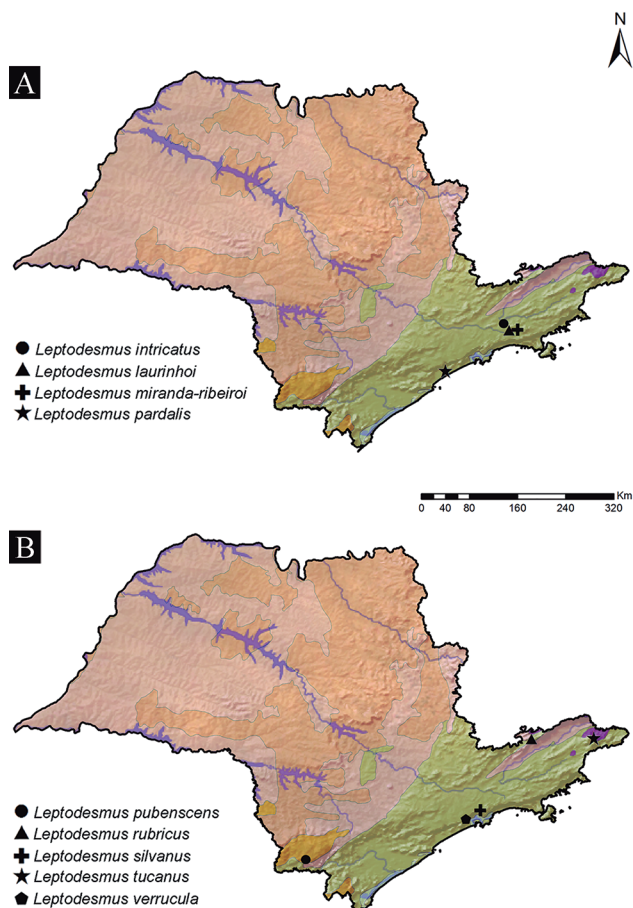 N
A
Leptodesmus intricatus
Leptodesmus laurinhoi
Leptodesmus miranda-ribeiroi
Leptodesmus pardalis
Km
0 40 80 160 240 320
B
Leptodesmus pubenscens
Leptodesmus rubricus
Leptodesmus silvanus
Leptodesmus tucanus
Leptodesmus verrucula